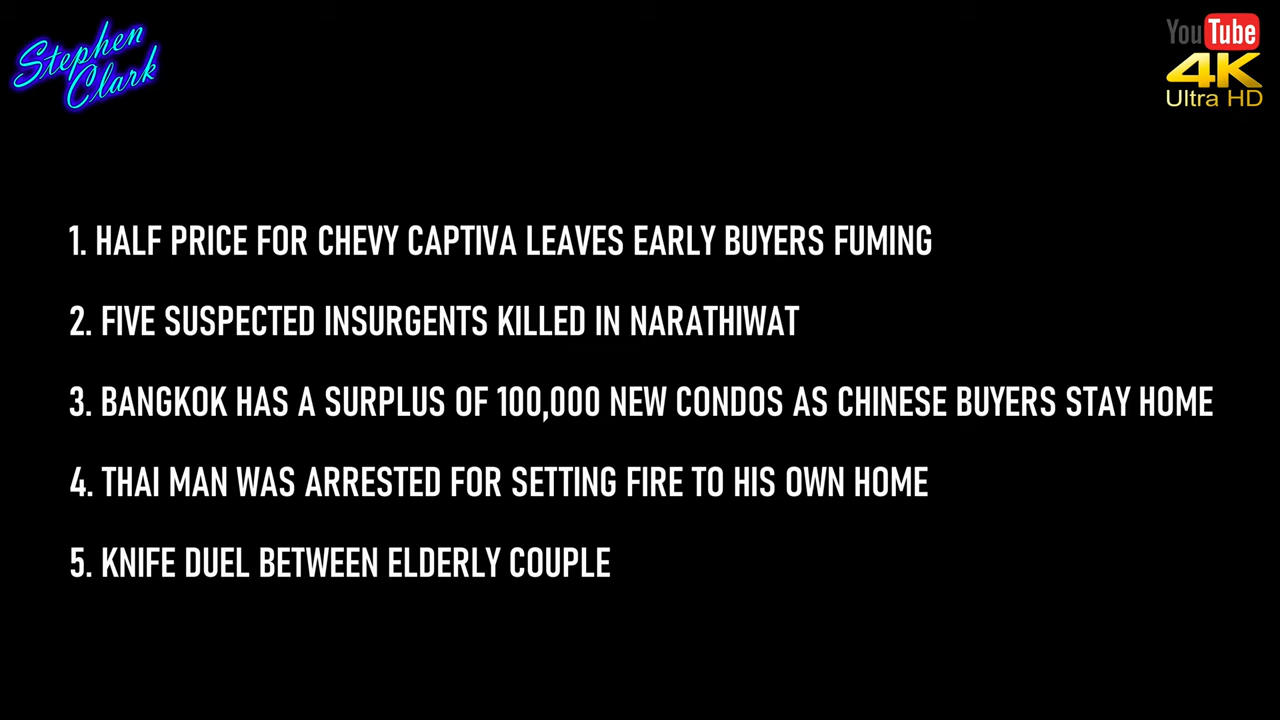 Stephen
Clark
YouTube
4K
Ultra HD
1. HALF PRICE FOR CHEVY CAPTIVA LEAVES EARLY BUYERS FUMING
2. FIVE SUSPECTED INSURGENTS KILLED IN NARATHIWAT
3. BANGKOK HAS A SURPLUS OF 100,000 NEW CONDOS AS CHINESE BUYERS STAY HOME
4. THAI MAN WAS ARRESTED FOR SETTING FIRE TO HIS OWN HOME
5. KNIFE DUEL BETWEEN ELDERLY COUPLE